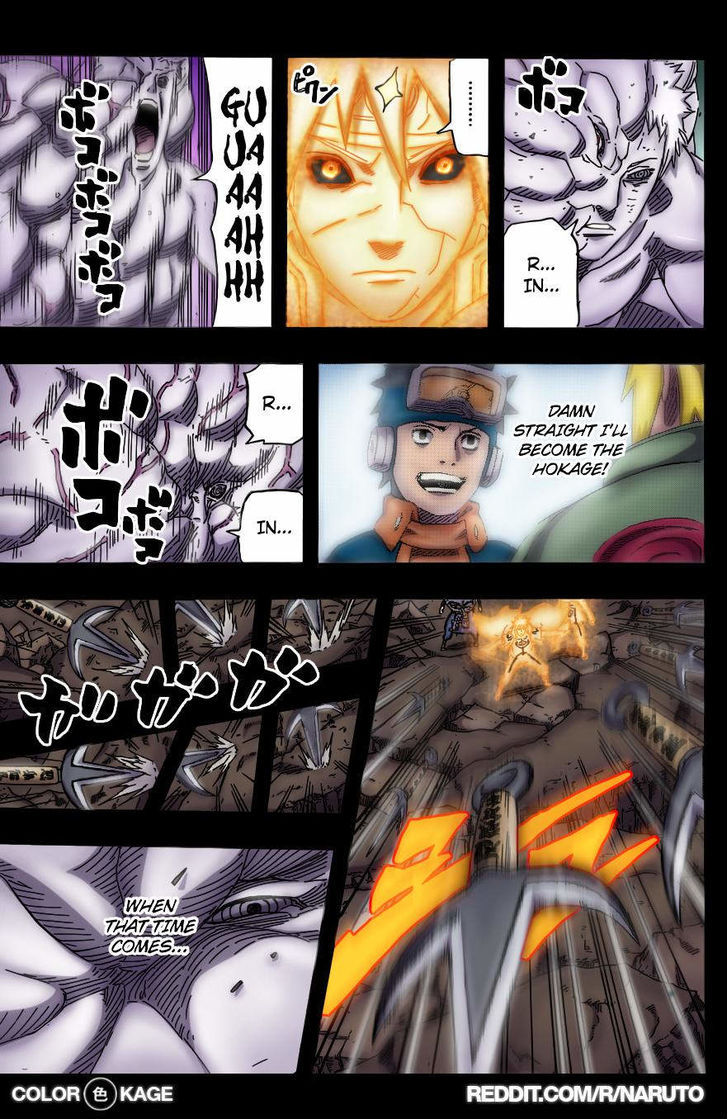 ボコ
R...
IN...
ピクン
.........
GU
UA
AA
AH
HH
ボコボコボコ
DAMN
STRAIGHT I'LL
BECOME THE
HOKAGE!
R...
IN...
ボコ
ボコ
ガガガ
WHEN
THAT TIME
COMES...
COLOR 色 KAGE
REDDIT.COM/R/NARUTO